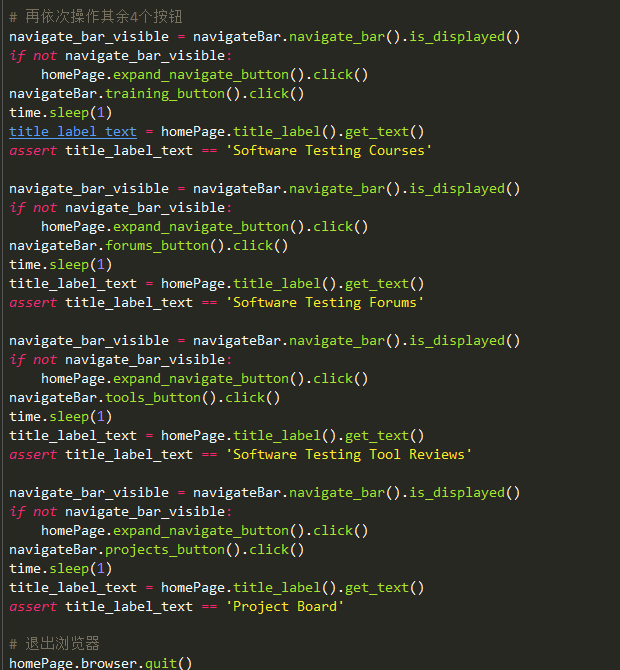 # 再依次操作其余4个按钮
navigate_bar_visible = navigateBar.navigate_bar().is_displayed()
if not navigate_bar_visible:
    homePage.expand_navigate_button().click()
navigateBar.training_button().click()
time.sleep(1)
title_label_text = homePage.title_label().get_text()
assert title_label_text == 'Software Testing Courses'

navigate_bar_visible = navigateBar.navigate_bar().is_displayed()
if not navigate_bar_visible:
    homePage.expand_navigate_button().click()
navigateBar.forums_button().click()
time.sleep(1)
title_label_text = homePage.title_label().get_text()
assert title_label_text == 'Software Testing Forums'

navigate_bar_visible = navigateBar.navigate_bar().is_displayed()
if not navigate_bar_visible:
    homePage.expand_navigate_button().click()
navigateBar.tools_button().click()
time.sleep(1)
title_label_text = homePage.title_label().get_text()
assert title_label_text == 'Software Testing Tool Reviews'

navigate_bar_visible = navigateBar.navigate_bar().is_displayed()
if not navigate_bar_visible:
    homePage.expand_navigate_button().click()
navigateBar.projects_button().click()
time.sleep(1)
title_label_text = homePage.title_label().get_text()
assert title_label_text == 'Project Board'

# 退出浏览器
homePage.browser.quit()